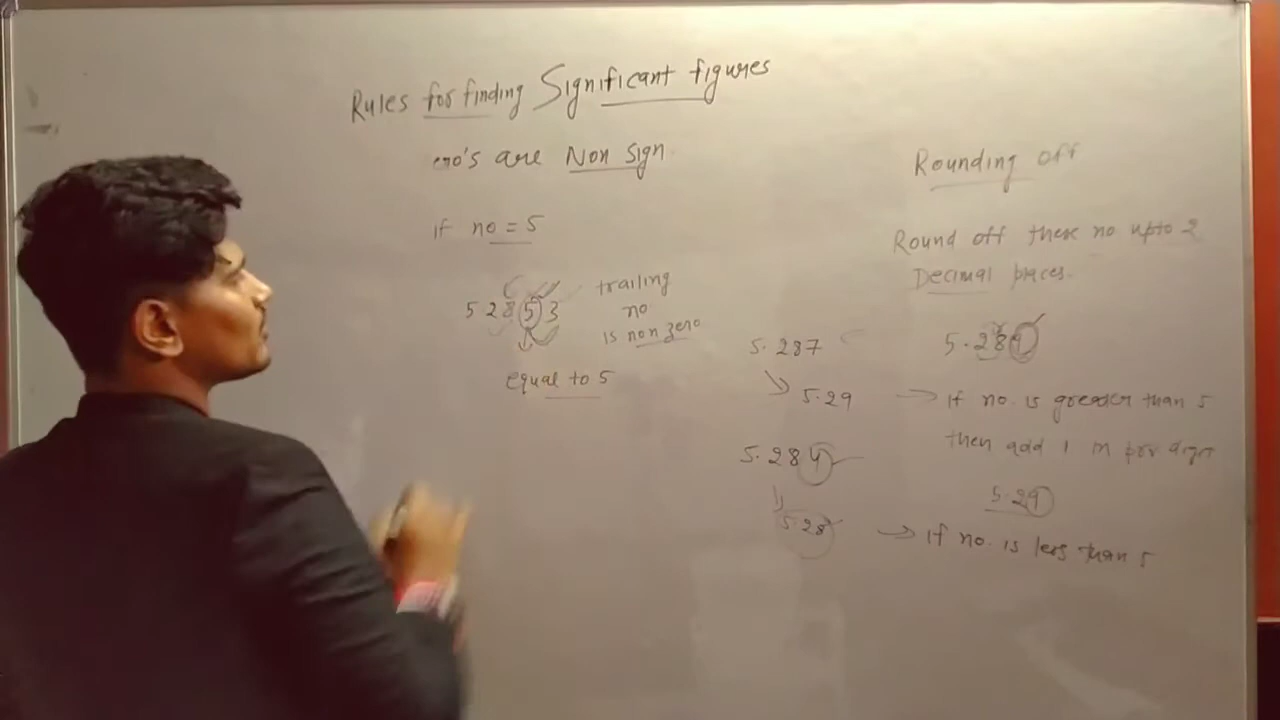 Rules for finding Significant figures
ero's are Non Sign.
if no = 5
5 2 8 5 3
trailing
no
is non zero
equal to 5
5.287
5.29
5.284
5.28
Rounding off
Round off these no upto 2
Decimal places.
5.289
→ If no. is greater than 5
then add 1 in
5.29
→ If no. is less than 5